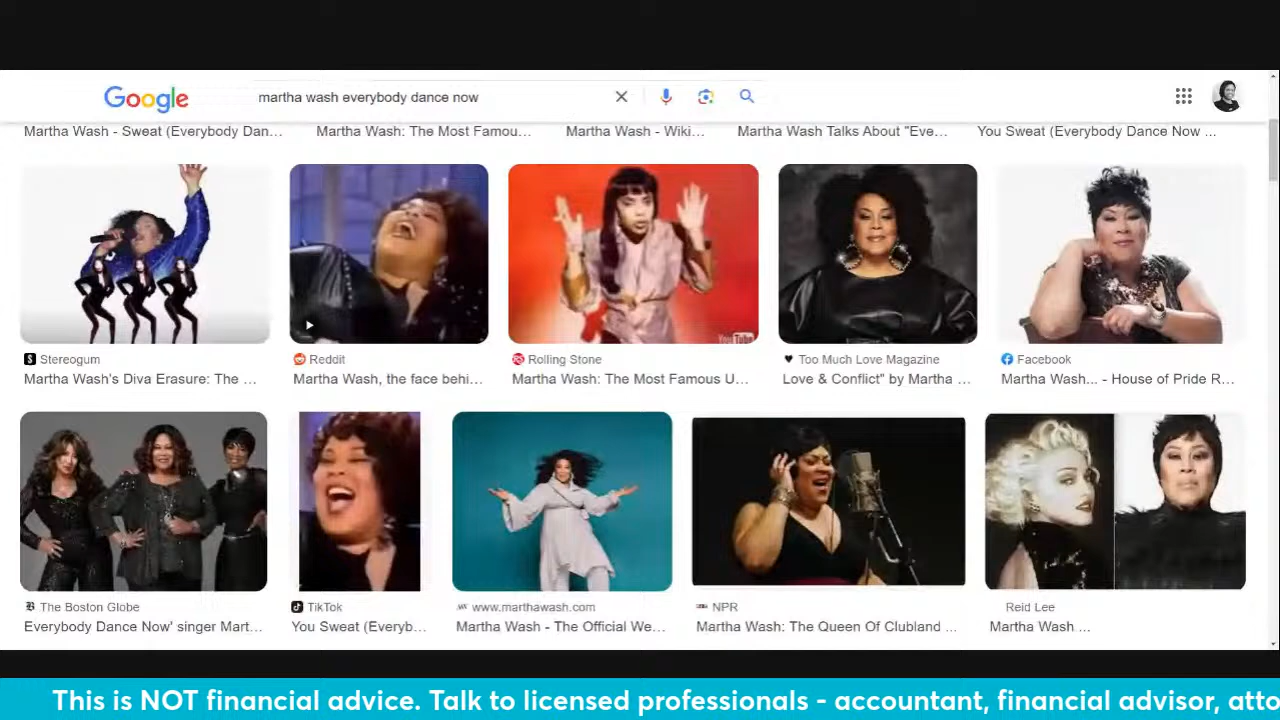 Google
martha wash everybody dance now
Martha Wash - Sweat (Everybody Dan...
Martha Wash: The Most Famou...
Martha Wash - Wiki...
Martha Wash Talks About "Eve...
You Sweat (Everybody Dance Now ...
YouTube
Stereogum
Martha Wash's Diva Erasure: The ...
Reddit
Martha Wash, the face behi...
Rolling Stone
Martha Wash: The Most Famous U...
Too Much Love Magazine
Love & Conflict" by Martha ...
Facebook
Martha Wash... - House of Pride R...
The Boston Globe
Everybody Dance Now' singer Mart...
TikTok
You Sweat (Everyb...
www.marthawash.com
Martha Wash - The Official We...
NPR
Martha Wash: The Queen Of Clubland ...
Reid Lee
Martha Wash ...
This is NOT financial advice. Talk to licensed professionals - accountant, financial advisor, atto